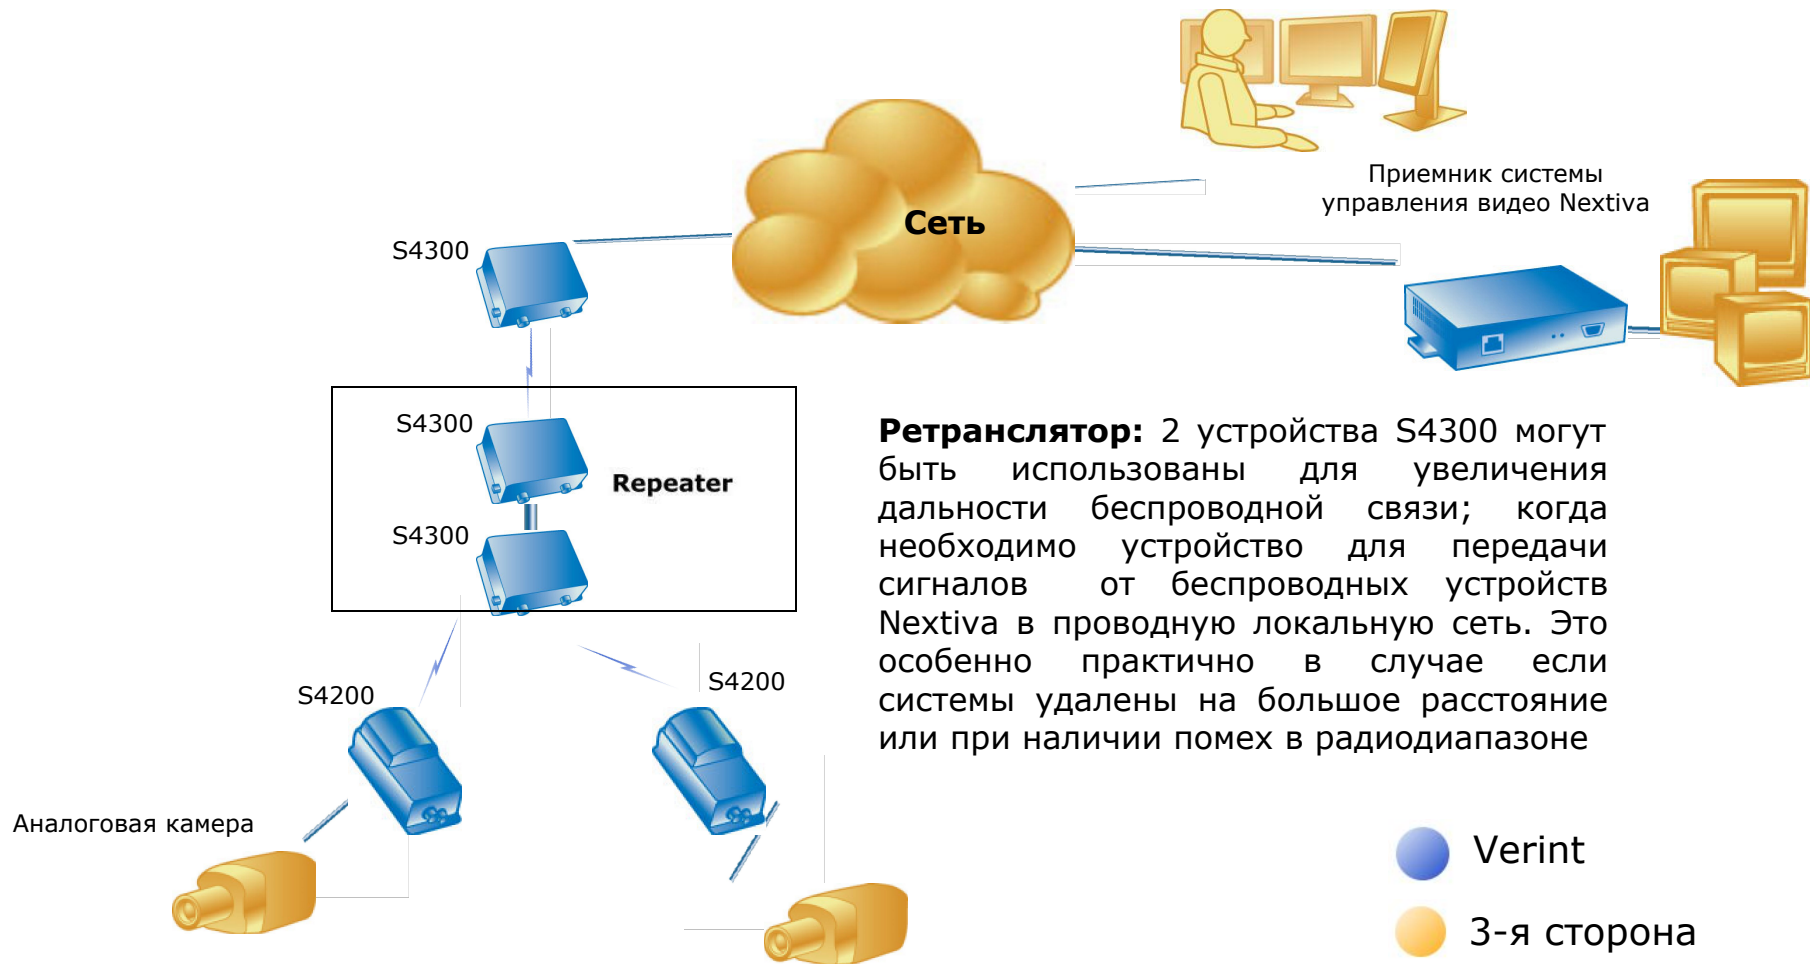 Приемник системы
управления видео Nextiva
Сеть
S4300
S4300
Repeater
S4300
Ретранслятор: 2 устройства S4300 могут
быть использованы для увеличения
дальности беспроводной связи; когда
необходимо устройство для передачи
сигналов от беспроводных устройств
Nextiva в проводную локальную сеть. Это
особенно практично в случае если
системы удалены на большое расстояние
или при наличии помех в радиодиапазоне
S4200
S4200
Аналоговая камера
Verint
3-я сторона